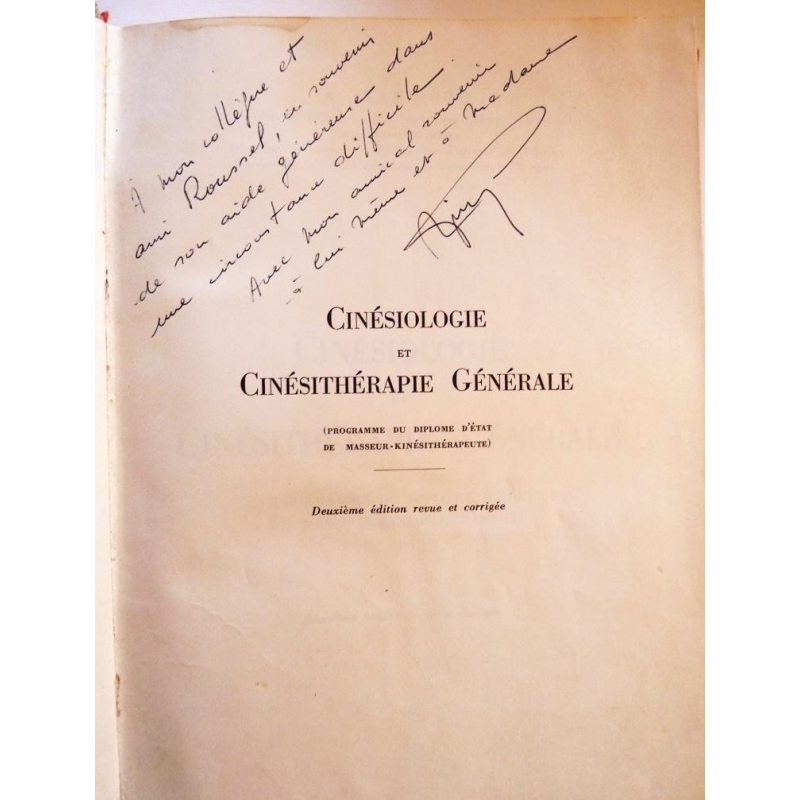 À mon collègue et
ami Roussel, en souvenir
de son aide généreuse dans
une circonstance difficile.
Avec mon amical souvenir
à lui même et à Madame
CINÉSIOLOGIE
ET
CINÉSITHÉRAPIE GÉNÉRALE
(PROGRAMME DU DIPLOME D'ÉTAT
DE MASSEUR-KINÉSITHÉRAPEUTE)
Deuxième édition revue et corrigée